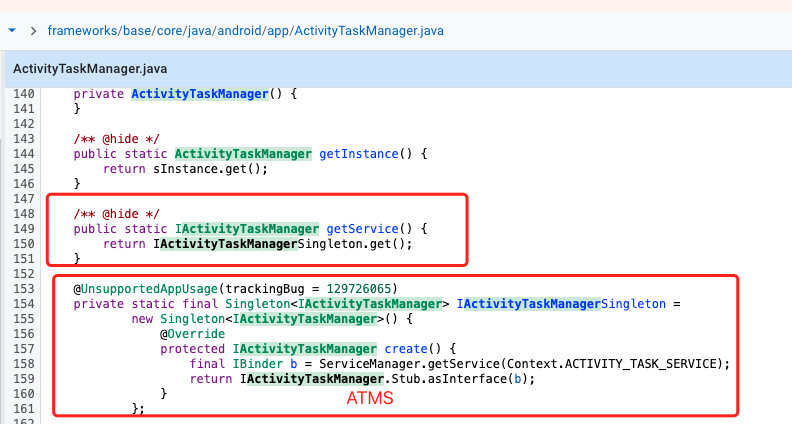 frameworks/base/core/java/android/app/ActivityTaskManager.java
ActivityTaskManager.java
140 private ActivityTaskManager() {
141 }
142
143 /** @hide */
144 public static ActivityTaskManager getInstance() {
145 return sInstance.get();
146 }
147
148 /** @hide */
149 public static IActivityTaskManager getService() {
150 return IActivityTaskManagerSingleton.get();
151 }
152
153 @UnsupportedAppUsage(trackingBug = 129726065)
154 private static final Singleton<IActivityTaskManager> IActivityTaskManagerSingleton =
155 new Singleton<IActivityTaskManager>() {
156 @Override
157 protected IActivityTaskManager create() {
158 final IBinder b = ServiceManager.getService(Context.ACTIVITY_TASK_SERVICE);
159 return IActivityTaskManager.Stub.asInterface(b);
160 }
ATMS
161 };
162